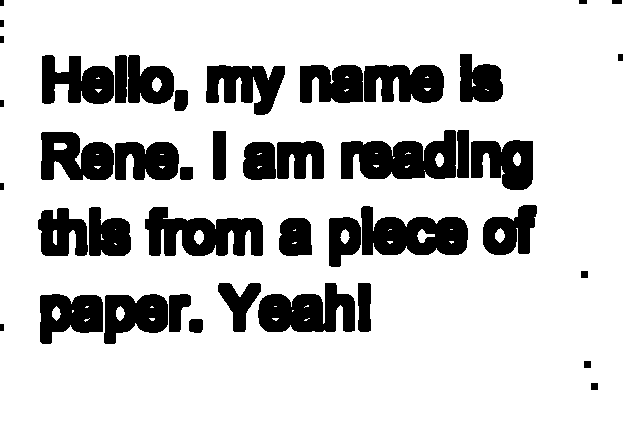 Hello, my name is
Rene. I am reading
this from a piece of
paper. Yeah!